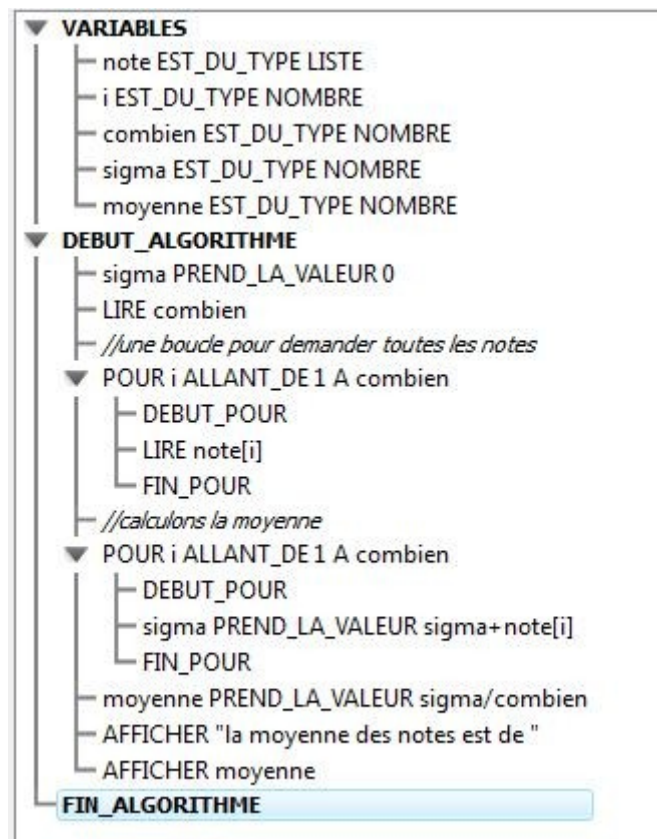 VARIABLES
note EST_DU_TYPE LISTE
i EST_DU_TYPE NOMBRE
combien EST_DU_TYPE NOMBRE
sigma EST_DU_TYPE NOMBRE
moyenne EST_DU_TYPE NOMBRE
DEBUT_ALGORITHME
sigma PREND_LA_VALEUR 0
LIRE combien
//une boucle pour demander toutes les notes
POUR i ALLANT_DE 1 A combien
DEBUT_POUR
LIRE note[i]
FIN_POUR
//calculons la moyenne
POUR i ALLANT_DE 1 A combien
DEBUT_POUR
sigma PREND_LA_VALEUR sigma+note[i]
FIN_POUR
moyenne PREND_LA_VALEUR sigma/combien
AFFICHER "la moyenne des notes est de "
AFFICHER moyenne
FIN_ALGORITHME